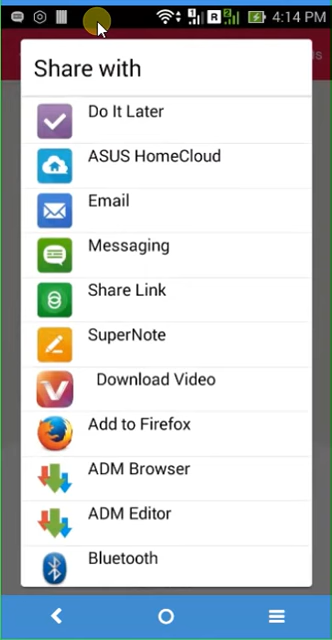 4:14 PM
Share with
Do It Later
ASUS HomeCloud
Email
Messaging
Share Link
SuperNote
Download Video
Add to Firefox
ADM Browser
ADM Editor
Bluetooth